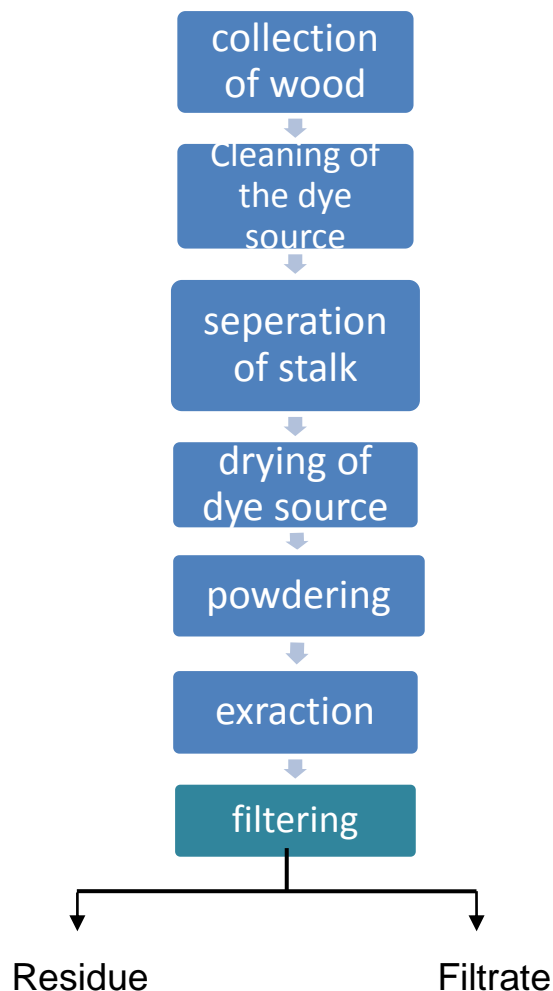 collection
of wood
Cleaning of
the dye
source
seperation
of stalk
drying of
dye source
powdering
exraction
filtering
Residue
Filtrate